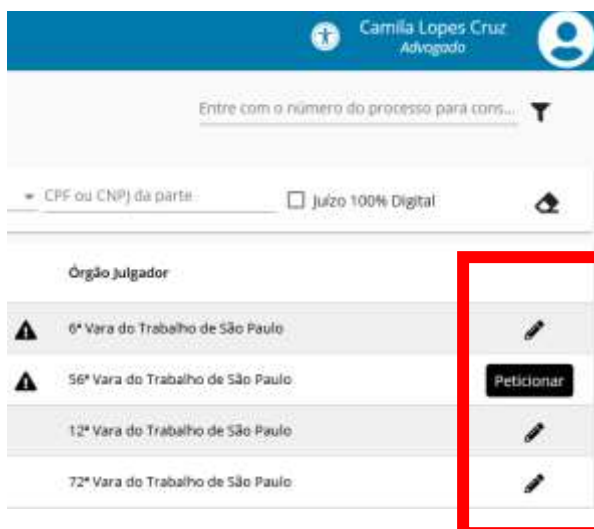 Camila Lopes Cruz
Advogado
Entre com o número do processo para cons...
CPF ou CNPJ da parte
Juízo 100% Digital
Órgão Julgador
6ª Vara do Trabalho de São Paulo
56ª Vara do Trabalho de São Paulo
Peticionar
12ª Vara do Trabalho de São Paulo
72ª Vara do Trabalho de São Paulo